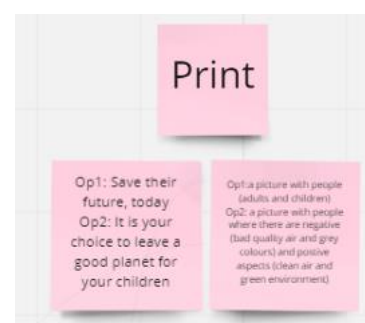 Print
Op1: Save their
future, today
Op2: It is your
choice to leave a
good planet for
your children
Op1:a picture with people
(adults and children)
Op2: a picture with people
where there are negative
(bad quality air and grey
colours) and postive
aspects (clean air and
green environment)